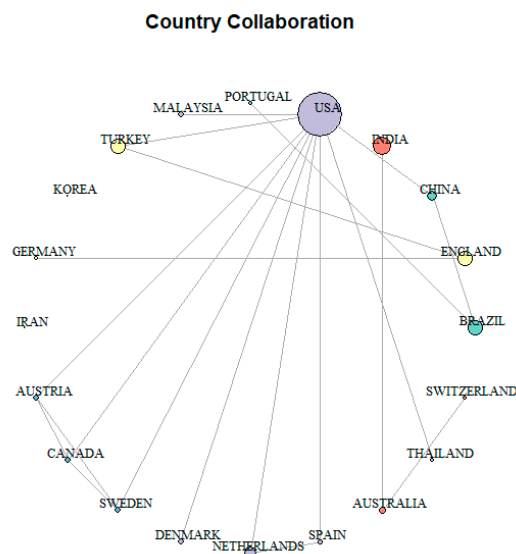 Country Collaboration
PORTUGAL
USA
MALAYSIA
TURKEY
INDIA
KOREA
CHINA
GERMANY
ENGLAND
IRAN
BRAZIL
AUSTRIA
SWITZERLAND
CANADA
THAILAND
SWEDEN
AUSTRALIA
DENMARK
NETHERLANDS
SPAIN